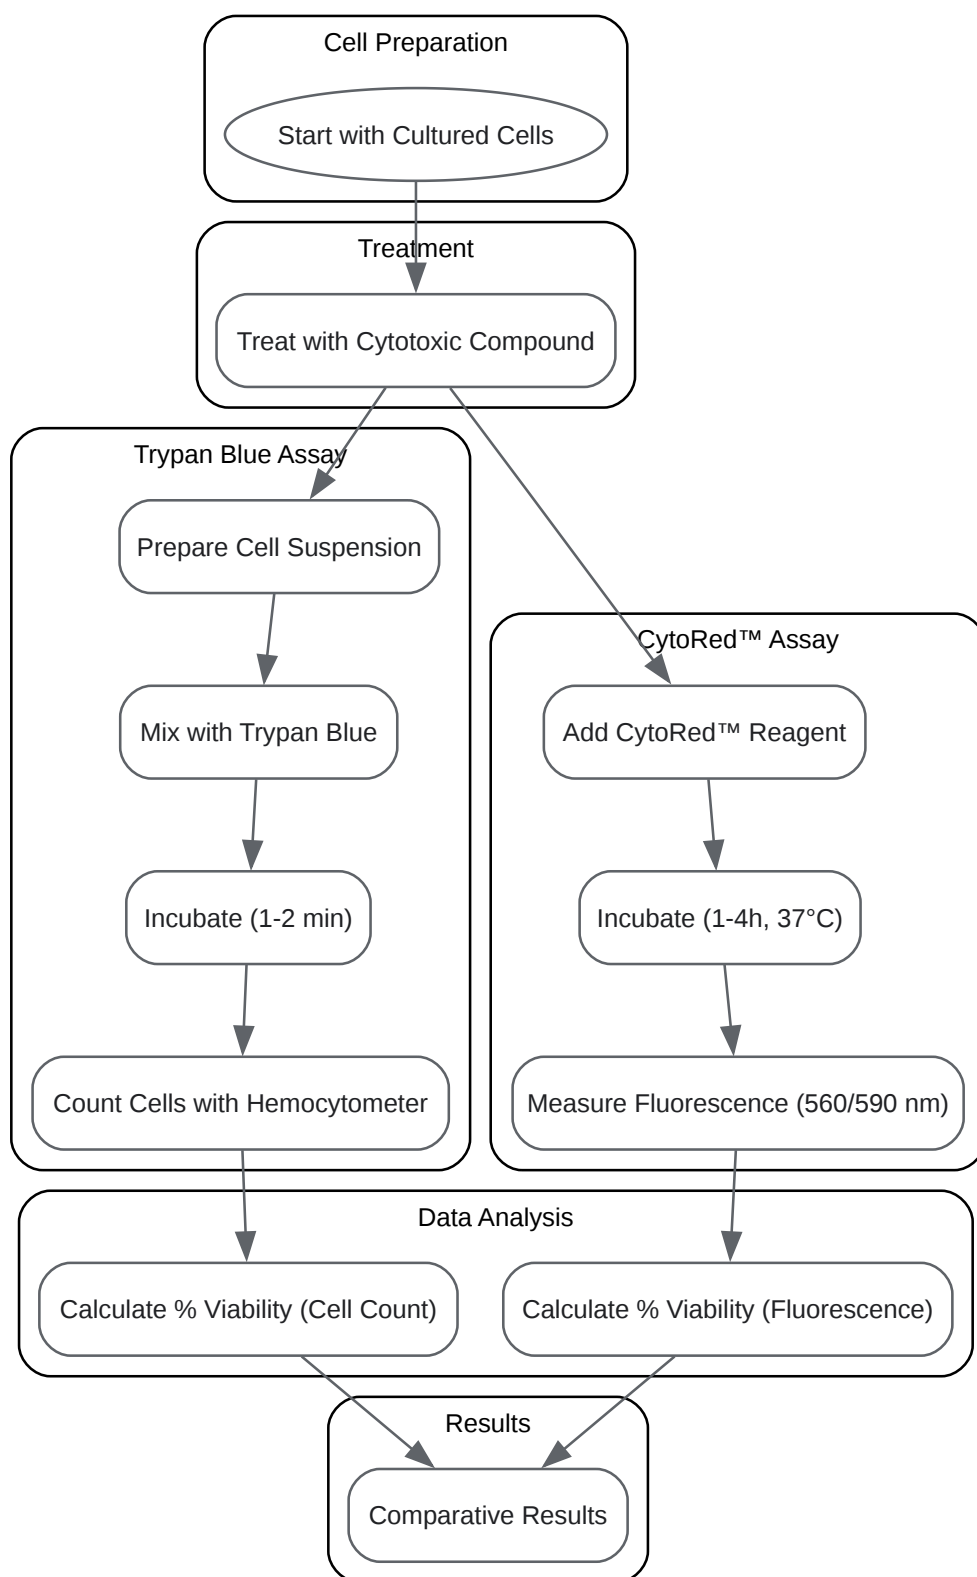 Cell Preparation
Start with Cultured Cells
Treatment
Treat with Cytotoxic Compound
Trypan Blue Assay
Prepare Cell Suspension
Mix with Trypan Blue
Incubate (1-2 min)
Count Cells with Hemocytometer
CytoRed™ Assay
Add CytoRed™ Reagent
Incubate (1-4h, 37°C)
Measure Fluorescence (560/590 nm)
Data Analysis
Calculate % Viability (Cell Count)
Calculate % Viability (Fluorescence)
Results
Comparative Results